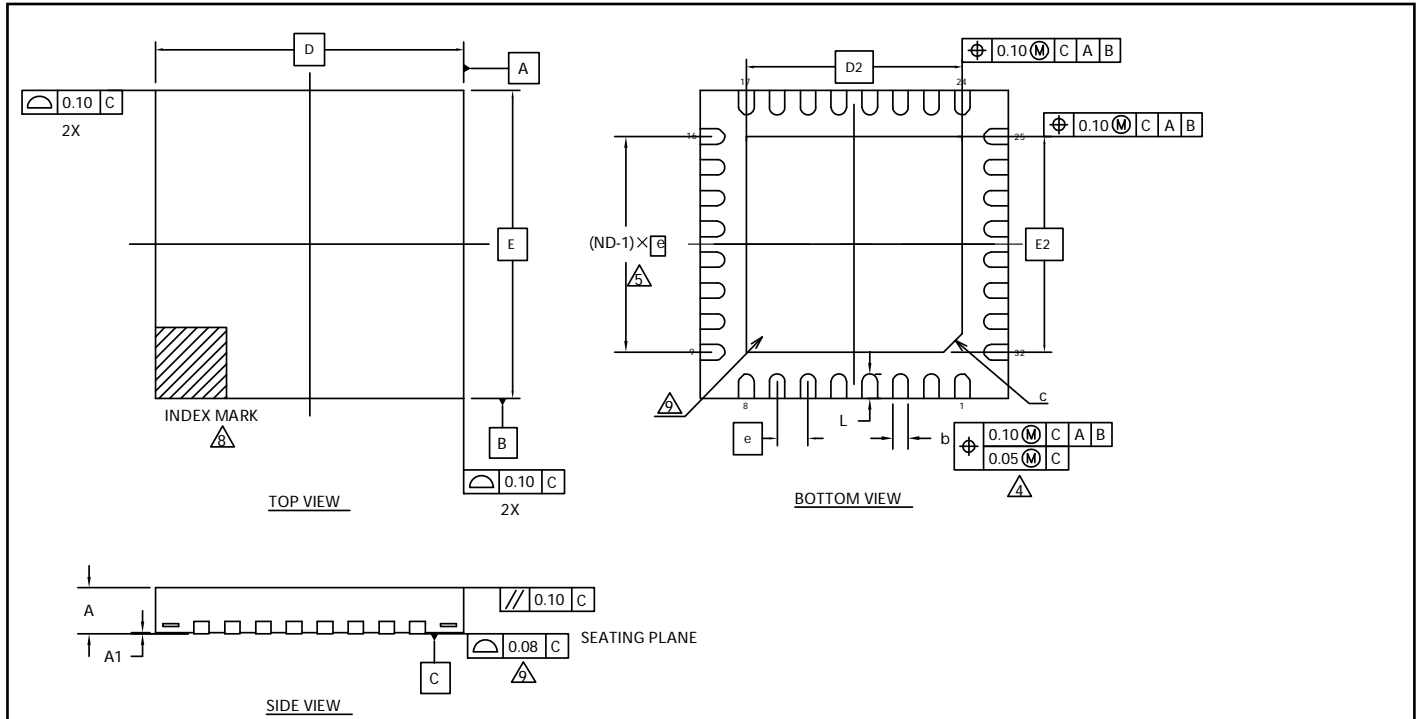 D
A
⌓ 0.10 C
2X
E
INDEX MARK
8
B
⌓ 0.10 C
2X
TOP VIEW
D2
⌖ 0.10 Ⓜ C A B
17
24
⌖ 0.10 Ⓜ C A B
16
25
(ND-1)×e
5
E2
9
32
9
8
1
c
L
e
b
⌖ 0.10 Ⓜ C A B
0.05 Ⓜ C
4
BOTTOM VIEW
A
// 0.10 C
A1
⌓ 0.08 C
SEATING PLANE
9
C
SIDE VIEW